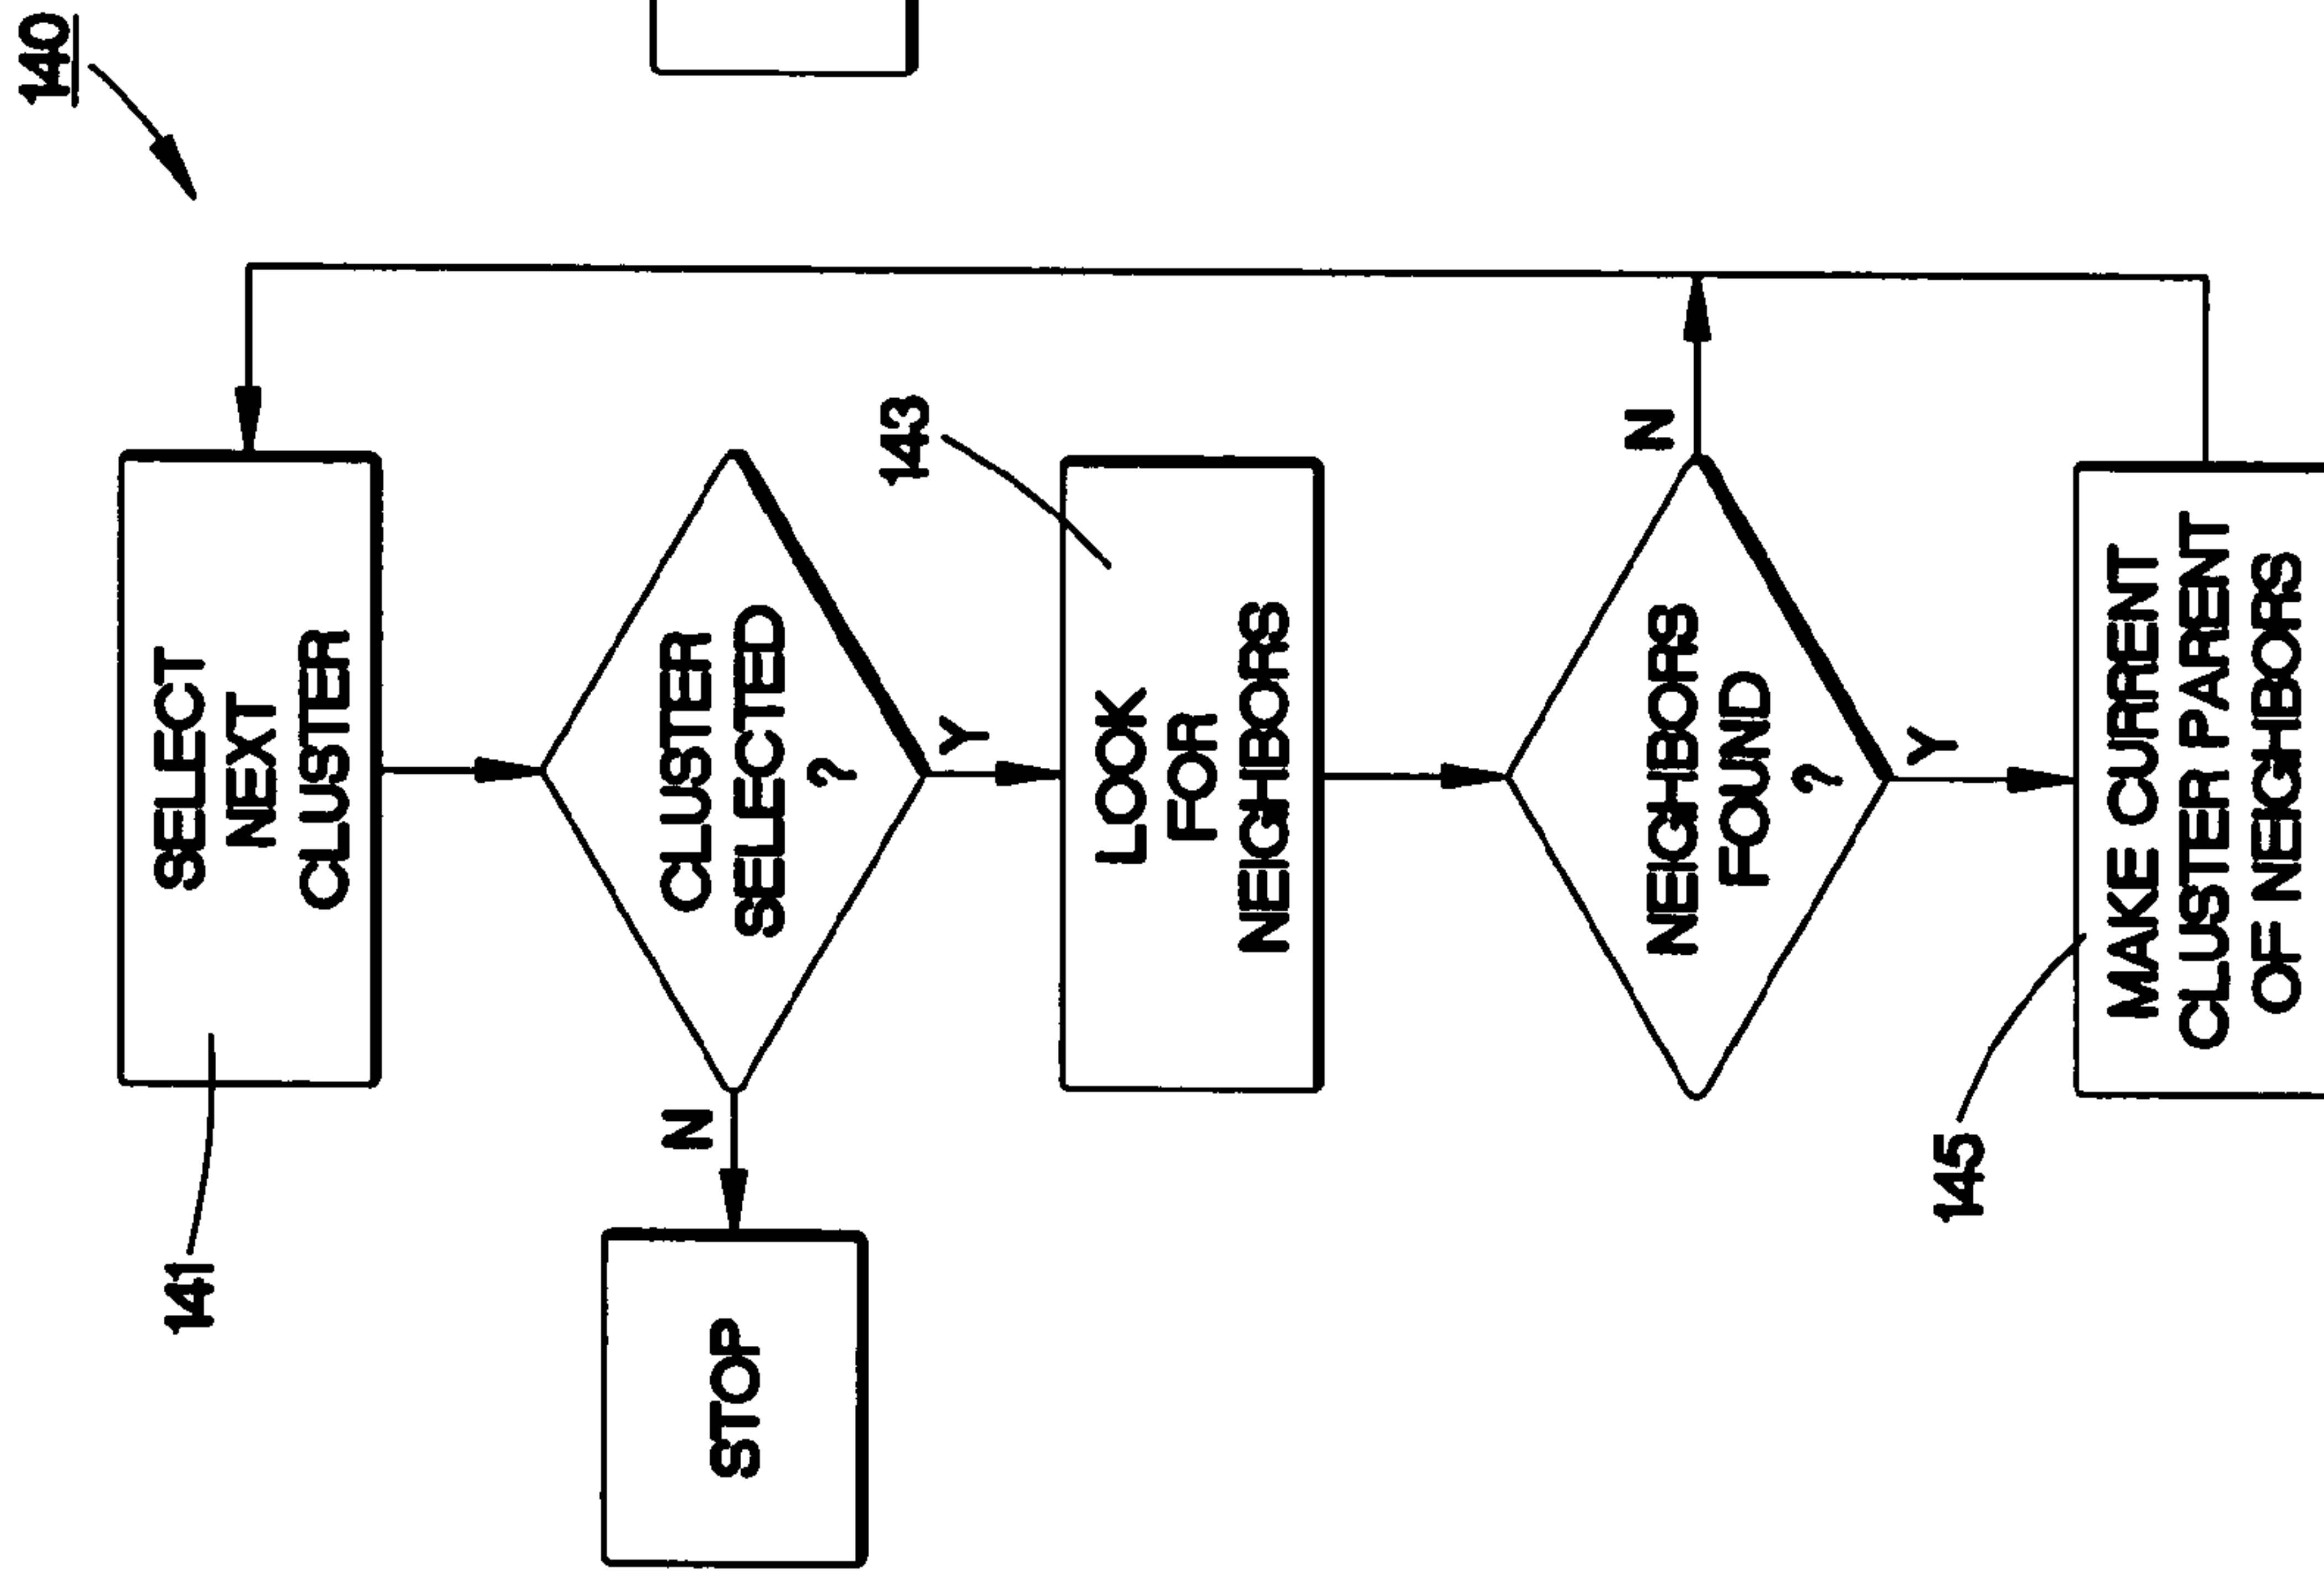 140
SELECT
NEXT
CLUSTER
141
CLUSTER
SELECTED
?
N
STOP
Y
143
LOOK
FOR
NEIGHBORS
NEIGHBORS
FOUND
?
N
Y
145
MAKE CURRENT
CLUSTER PARENT
OF NEIGHBORS